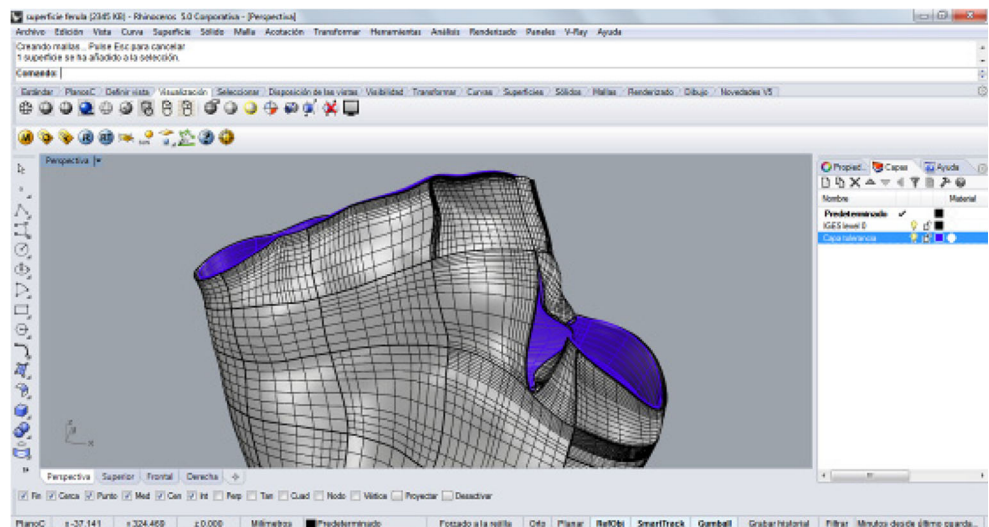 superficie ferula (2345 KB) - Rhinoceros 5.0 Corporativa - [Perspectiva]
Archivo Edición Vista Curva Superficie Sólido Malla Acotación Transformar Herramientas Análisis Renderizado Paneles V-Ray Ayuda
Creando mallas... Pulse Esc para cancelar
1 superficie se ha añadido a la selección.
Comando:
Estándar PlanosC Definir vista Visualización Seleccionar Disposición de las vistas Visibilidad Transformar Curvas Superficies Sólidos Mallas Renderizado Dibujo Novedades V5
Perspectiva
Propied... Capas Ayuda
Nombre Material
Predeterminado
IGES level 0
Capa tolerancia
z
x
Perspectiva Superior Frontal Derecha
Fin Cerca Punto Med Cen Int Perp Tan Cuad Nodo Vértice Proyectar Desactivar
PlanoC x-37.141 y324.469 z0.000 Milímetros Predeterminado Forzado a la rejilla Orto Planar RefObj SmartTrack Gumball Grabar historial Filtrar Minutos desde último guarda...